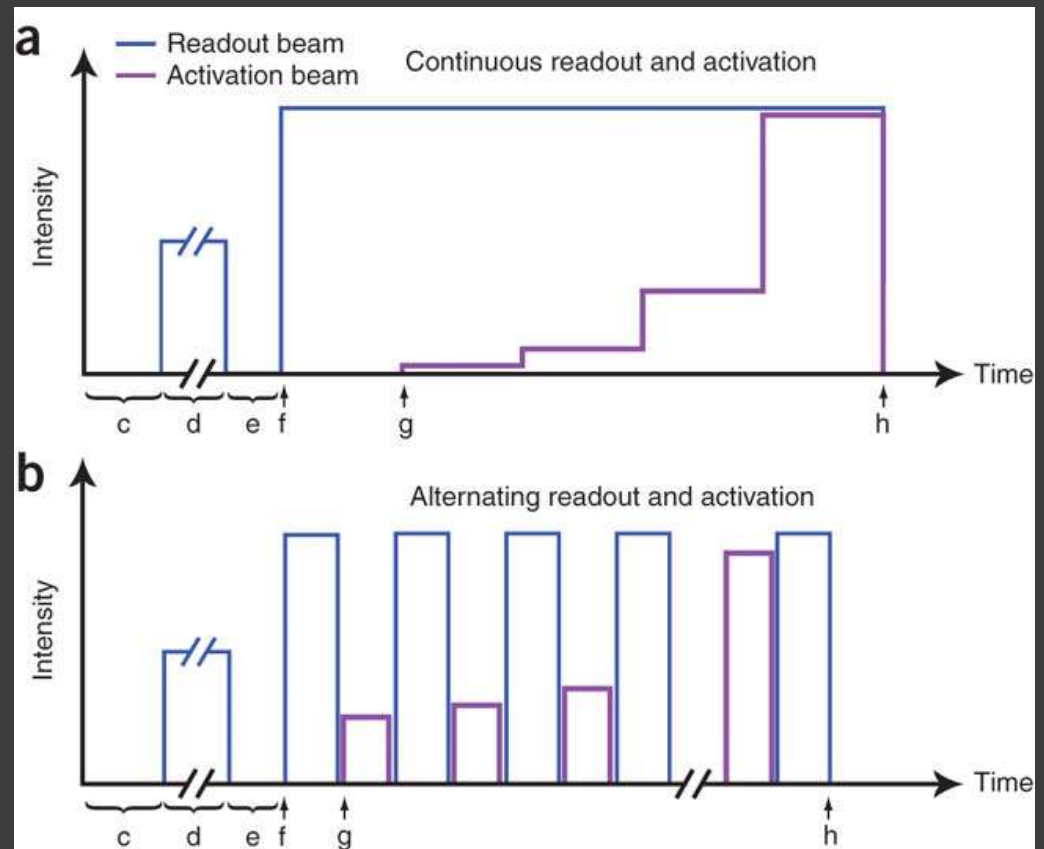 a
Readout beam
Activation beam
Continuous readout and activation
Intensity
Time
c d e f g h
b
Alternating readout and activation
Intensity
Time
c d e f g h